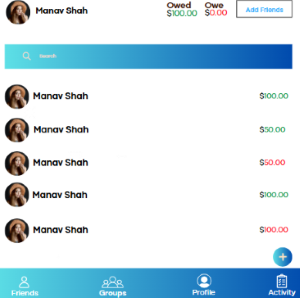 Manav Shah
Owed Owe
$100.00 $0.00
Add Friends
Search
Manav Shah $100.00
Manav Shah $50.00
Manav Shah $50.00
Manav Shah $100.00
Manav Shah $100.00
+
Friends Groups Profile Activity